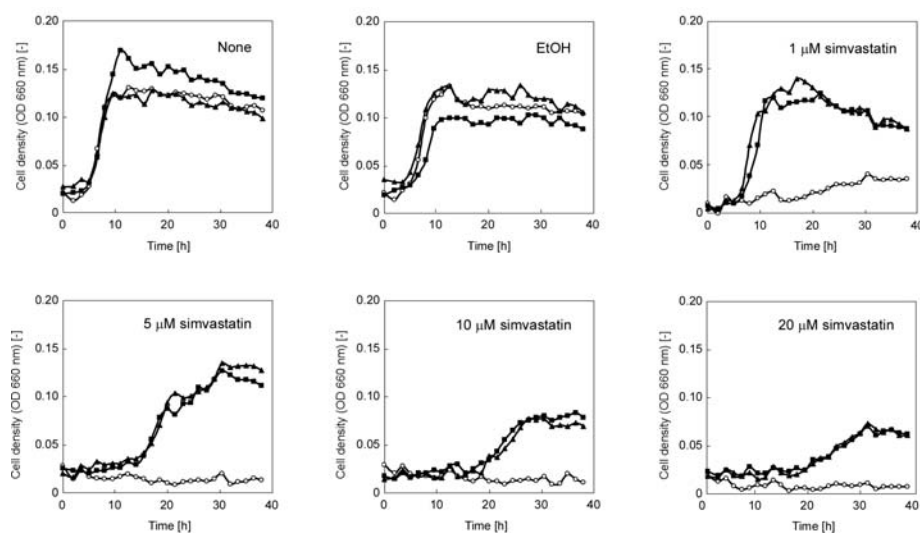 None
Cell density (OD 660 nm) [-]
0.20
0.15
0.10
0.05
0
0 10 20 30 40
Time [h]
EtOH
Cell density (OD 660 nm) [-]
0.20
0.15
0.10
0.05
0
0 10 20 30 40
Time [h]
1 μM simvastatin
Cell density (OD 660 nm) [-]
0.20
0.15
0.10
0.05
0
0 10 20 30 40
Time [h]
5 μM simvastatin
Cell density (OD 660 nm) [-]
0.20
0.15
0.10
0.05
0
0 10 20 30 40
Time [h]
10 μM simvastatin
Cell density (OD 660 nm) [-]
0.20
0.15
0.10
0.05
0
0 10 20 30 40
Time [h]
20 μM simvastatin
Cell density (OD 660 nm) [-]
0.20
0.15
0.10
0.05
0
0 10 20 30 40
Time [h]